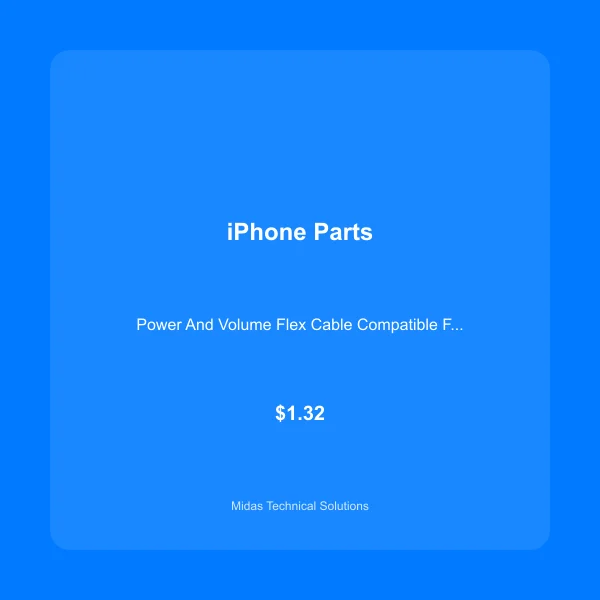 iPhone Parts
Power And Volume Flex Cable Compatible F...
$1.32
Midas Technical Solutions